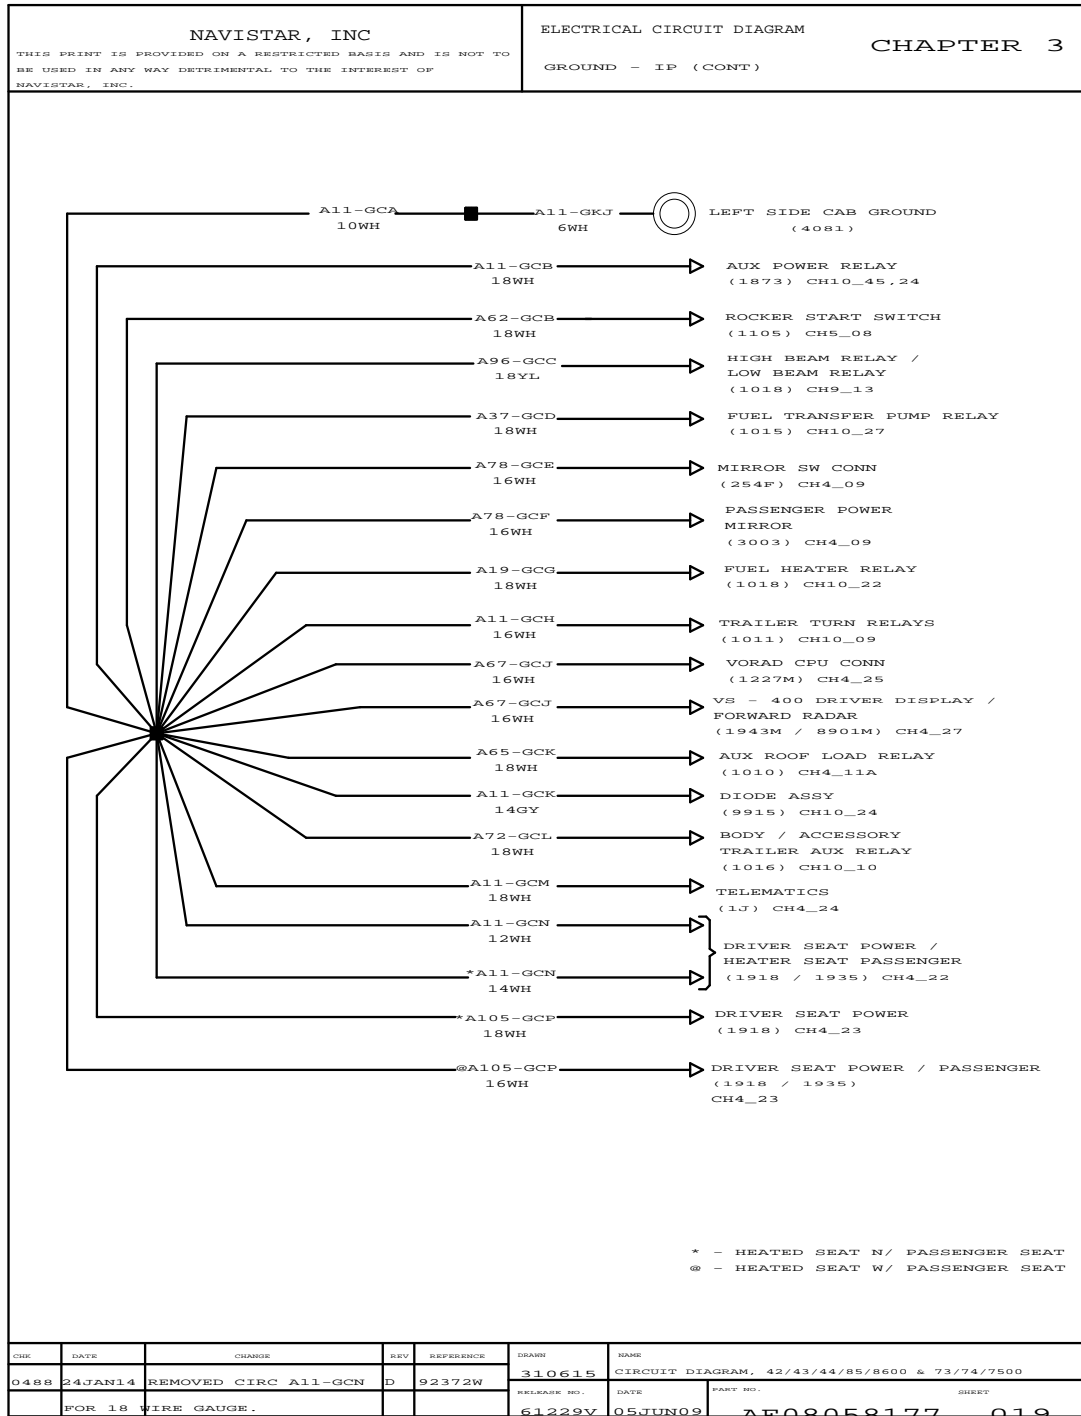 NAVISTAR, INC
THIS PRINT IS PROVIDED ON A RESTRICTED BASIS AND IS NOT TO
BE USED IN ANY WAY DETRIMENTAL TO THE INTEREST OF
NAVISTAR, INC.
ELECTRICAL CIRCUIT DIAGRAM
GROUND - IP (CONT)
CHAPTER 3
A11-GCA
10WH
A11-GKJ
6WH
LEFT SIDE CAB GROUND
(4081)
A11-GCB
18WH
AUX POWER RELAY
(1873) CH10_45,24
A62-GCB
18WH
ROCKER START SWITCH
(1105) CH5_08
A96-GCC
18YL
HIGH BEAM RELAY /
LOW BEAM RELAY
(1018) CH9_13
A37-GCD
18WH
FUEL TRANSFER PUMP RELAY
(1015) CH10_27
A78-GCE
16WH
MIRROR SW CONN
(254F) CH4_09
A78-GCF
16WH
PASSENGER POWER
MIRROR
(3003) CH4_09
A19-GCG
18WH
FUEL HEATER RELAY
(1018) CH10_22
A11-GCH
16WH
TRAILER TURN RELAYS
(1011) CH10_09
A67-GCJ
16WH
VORAD CPU CONN
(1227M) CH4_25
A67-GCJ
16WH
VS - 400 DRIVER DISPLAY /
FORWARD RADAR
(1943M / 8901M) CH4_27
A65-GCK
18WH
AUX ROOF LOAD RELAY
(1010) CH4_11A
A11-GCK
14GY
DIODE ASSY
(9915) CH10_24
A72-GCL
18WH
BODY / ACCESSORY
TRAILER AUX RELAY
(1016) CH10_10
A11-GCM
18WH
TELEMATICS
(1J) CH4_24
A11-GCN
12WH
*A11-GCN
14WH
DRIVER SEAT POWER /
HEATER SEAT PASSENGER
(1918 / 1935) CH4_22
*A105-GCP
18WH
DRIVER SEAT POWER
(1918) CH4_23
@A105-GCP
16WH
DRIVER SEAT POWER / PASSENGER
(1918 / 1935)
CH4_23
* - HEATED SEAT N/ PASSENGER SEAT
@ - HEATED SEAT W/ PASSENGER SEAT
CHK DATE CHANGE REV REFERENCE
0488 24JAN14 REMOVED CIRC A11-GCN D 92372W
FOR 18 WIRE GAUGE.
DRAWN
310615
NAME
CIRCUIT DIAGRAM, 42/43/44/85/8600 & 73/74/7500
RELEASE NO.
61229V
DATE
05JUN09
PART NO.
AE08058177
SHEET
019